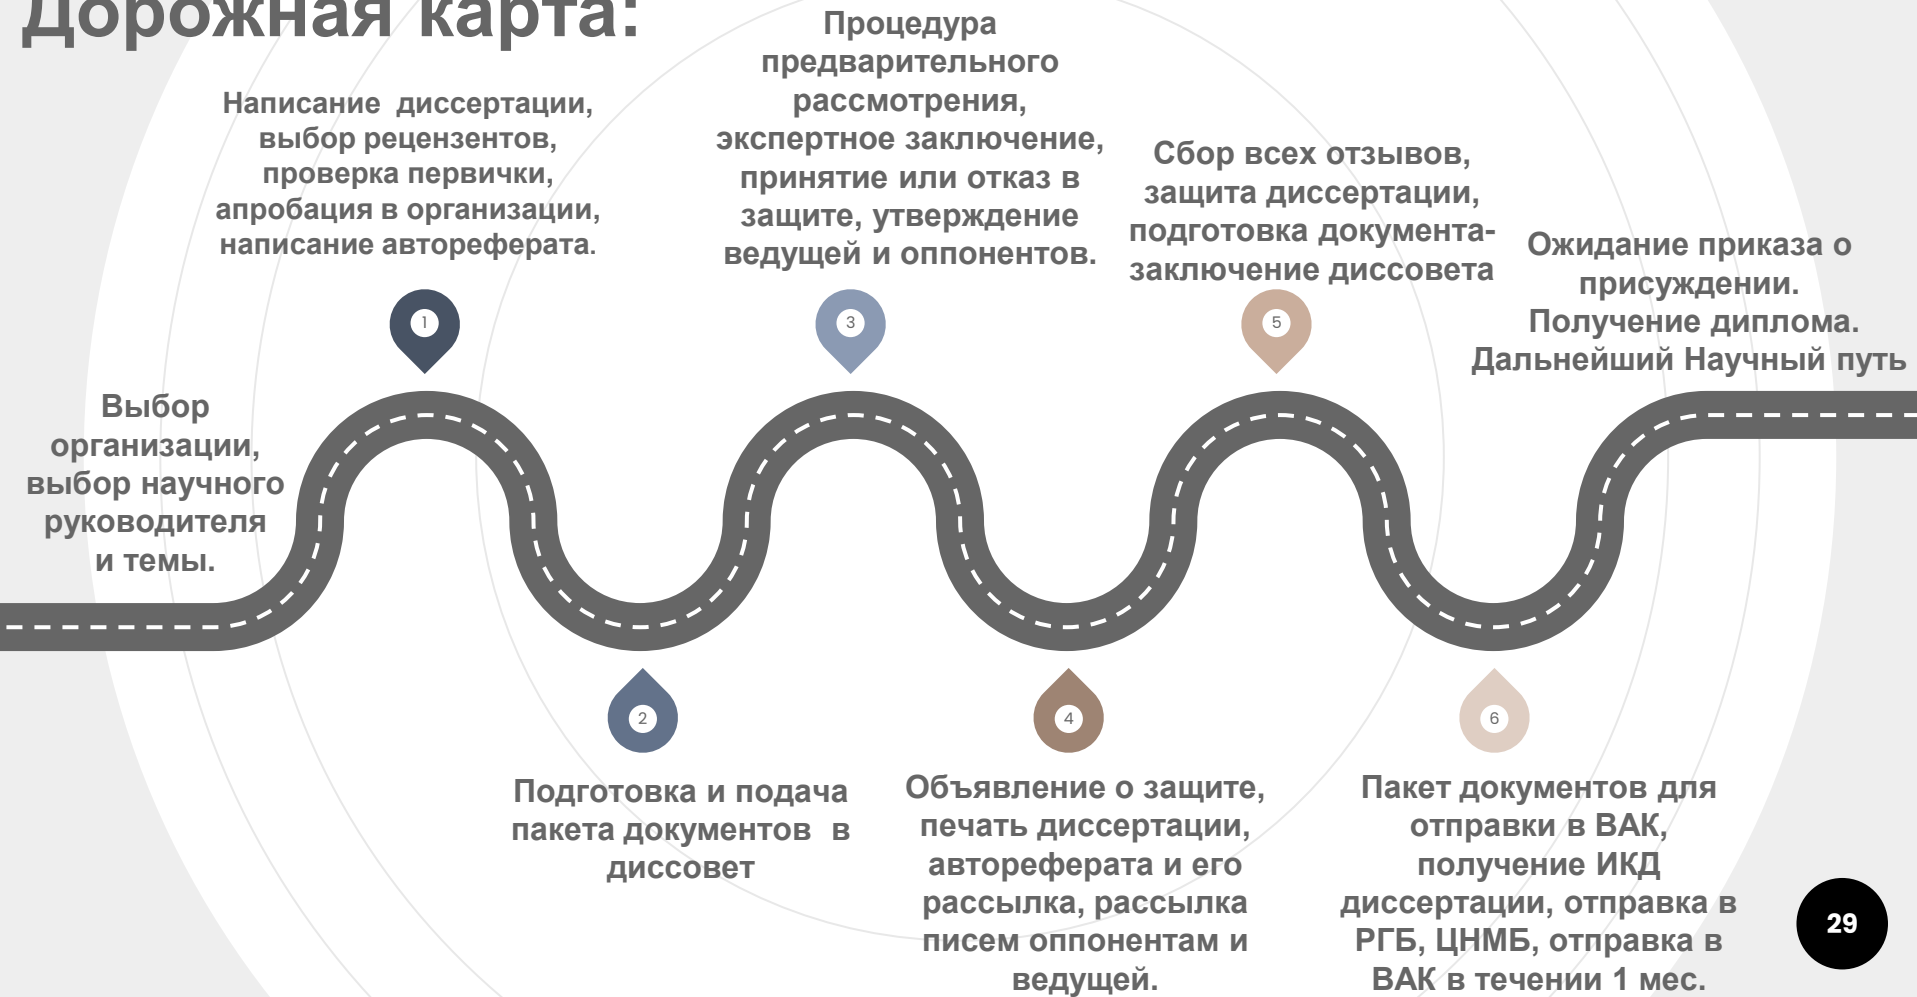 Дорожная карта:
Выбор
организации,
выбор научного
руководителя
и темы.
Написание диссертации,
выбор рецензентов,
проверка первички,
апробация в организации,
написание автореферата.
1
2
Подготовка и подача
пакета документов в
диссовет
Процедура
предварительного
рассмотрения,
экспертное заключение,
принятие или отказ в
защите, утверждение
ведущей и оппонентов.
3
4
Объявление о защите,
печать диссертации,
автореферата и его
рассылка, рассылка
писем оппонентам и
ведущей.
Сбор всех отзывов,
защита диссертации,
подготовка документа-
заключение диссовета
5
6
Пакет документов для
отправки в ВАК,
получение ИКД
диссертации, отправка в
РГБ, ЦНМБ, отправка в
ВАК в течении 1 мес.
Ожидание приказа о
присуждении.
Получение диплома.
Дальнейший Научный путь
29